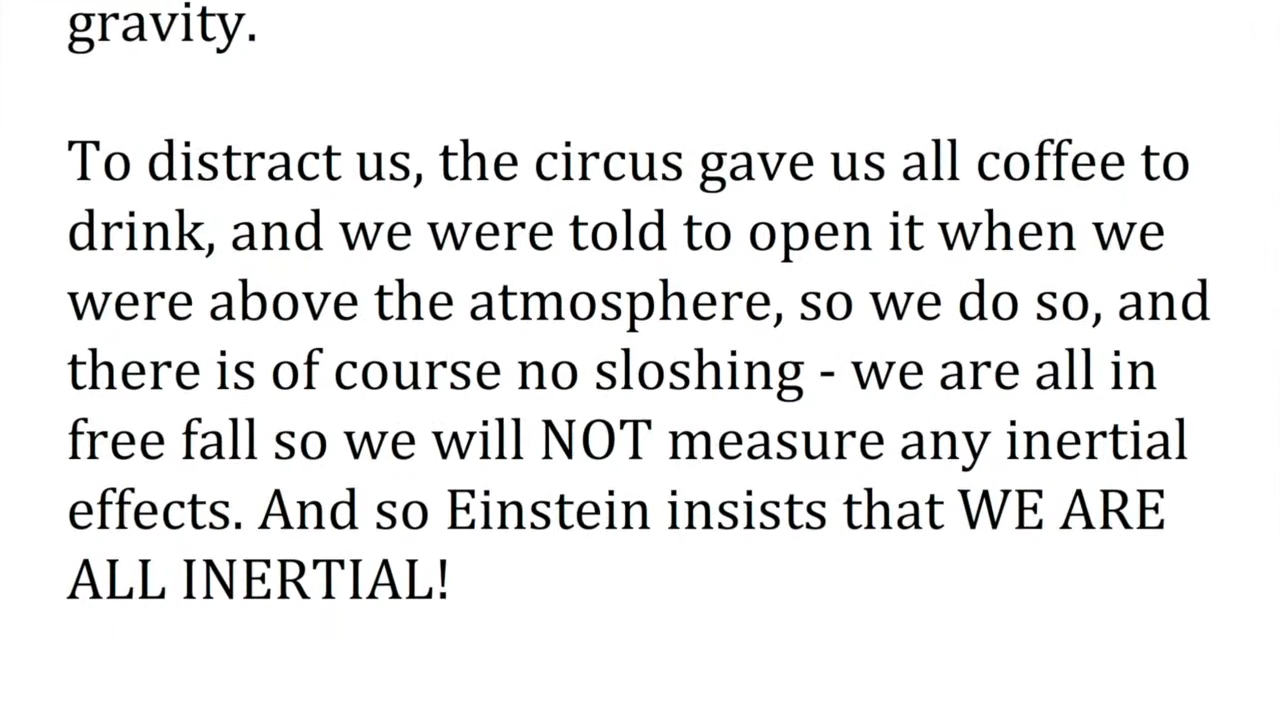 gravity.
To distract us, the circus gave us all coffee to
drink, and we were told to open it when we
were above the atmosphere, so we do so, and
there is of course no sloshing - we are all in
free fall so we will NOT measure any inertial
effects. And so Einstein insists that WE ARE
ALL INERTIAL!